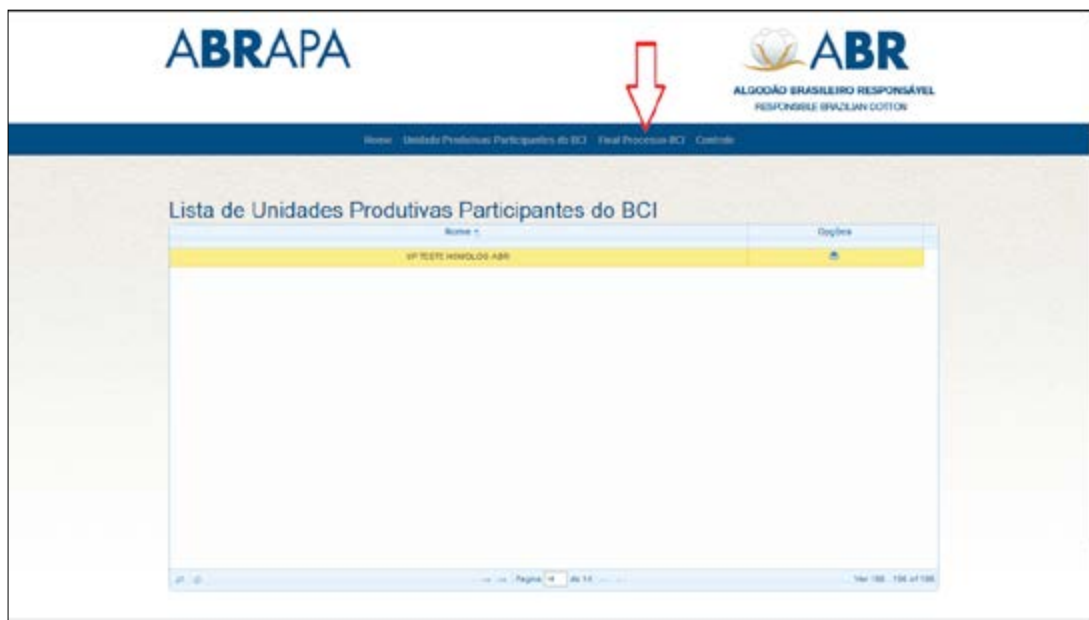 ABRAPA
ABR
ALGODÃO BRASILEIRO RESPONSÁVEL
RESPONSIBLE BRAZILIAN COTTON
Home Unidade Produtivas Participantes do BCI Final Processo BCI Controle
Lista de Unidades Produtivas Participantes do BCI
Nome Opções
UP TESTE HOMOLOG ABR
Página de 14
Ver